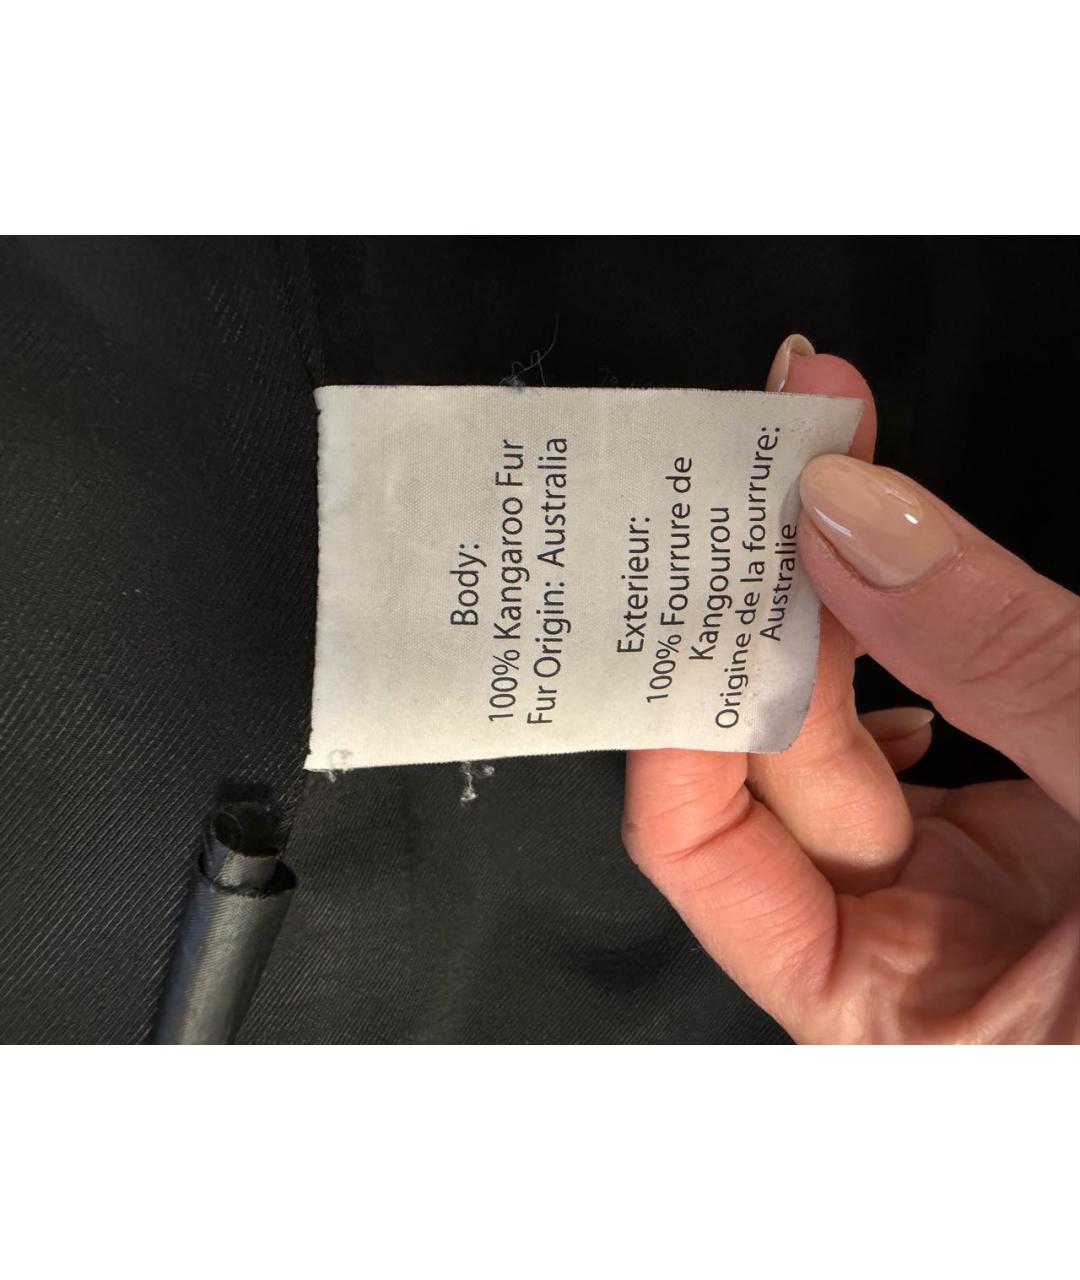 Body:
100% Kangaroo Fur
Fur Origin: Australia
Exterieur:
100% Fourrure de
Kangourou
Origine de la fourrure:
Australie